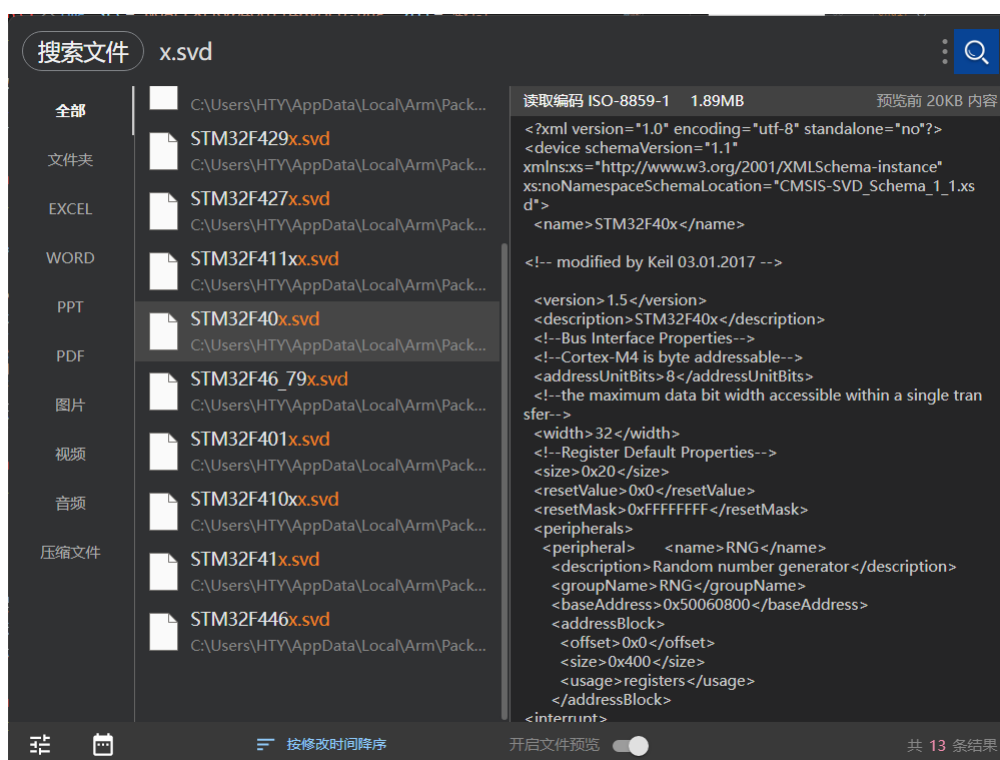 搜索文件 x.svd
全部
文件夹
EXCEL
WORD
PPT
PDF
图片
视频
音频
压缩文件
C:\Users\HTY\AppData\Local\Arm\Pack...
STM32F429x.svd
C:\Users\HTY\AppData\Local\Arm\Pack...
STM32F427x.svd
C:\Users\HTY\AppData\Local\Arm\Pack...
STM32F411xx.svd
C:\Users\HTY\AppData\Local\Arm\Pack...
STM32F40x.svd
C:\Users\HTY\AppData\Local\Arm\Pack...
STM32F46_79x.svd
C:\Users\HTY\AppData\Local\Arm\Pack...
STM32F401x.svd
C:\Users\HTY\AppData\Local\Arm\Pack...
STM32F410xx.svd
C:\Users\HTY\AppData\Local\Arm\Pack...
STM32F41x.svd
C:\Users\HTY\AppData\Local\Arm\Pack...
STM32F446x.svd
C:\Users\HTY\AppData\Local\Arm\Pack...
读取编码 ISO-8859-1 1.89MB 预览前 20KB 内容
<?xml version="1.0" encoding="utf-8" standalone="no"?>
<device schemaVersion="1.1"
xmlns:xs="http://www.w3.org/2001/XMLSchema-instance"
xs:noNamespaceSchemaLocation="CMSIS-SVD_Schema_1_1.xs
d">
<name>STM32F40x</name>
<!-- modified by Keil 03.01.2017 -->
<version>1.5</version>
<description>STM32F40x</description>
<!--Bus Interface Properties-->
<!--Cortex-M4 is byte addressable-->
<addressUnitBits>8</addressUnitBits>
<!--the maximum data bit width accessible within a single tran
sfer-->
<width>32</width>
<!--Register Default Properties-->
<size>0x20</size>
<resetValue>0x0</resetValue>
<resetMask>0xFFFFFFFF</resetMask>
<peripherals>
<peripheral> <name>RNG</name>
<description>Random number generator</description>
<groupName>RNG</groupName>
<baseAddress>0x50060800</baseAddress>
<addressBlock>
<offset>0x0</offset>
<size>0x400</size>
<usage>registers</usage>
</addressBlock>
<interrupt>
按修改时间降序 开启文件预览 共 13 条结果